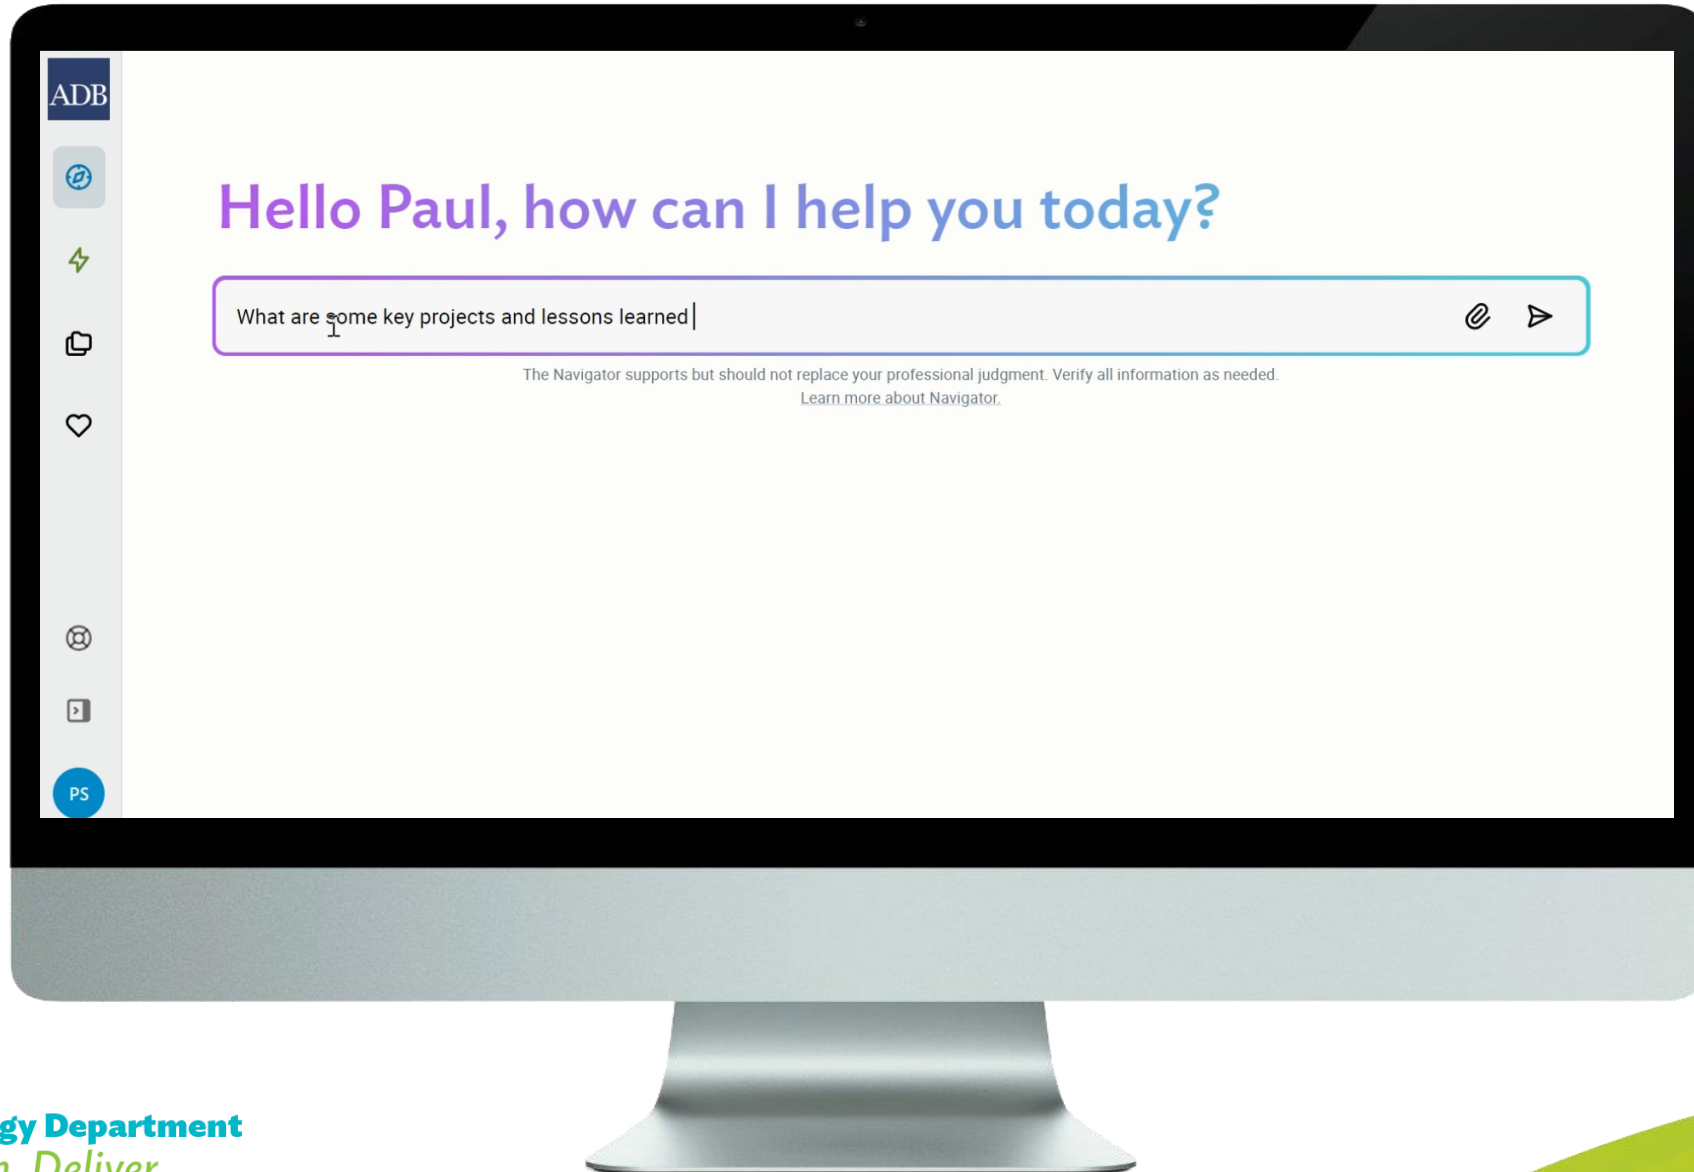 ADB
Hello Paul, how can I help you today?
What are some key projects and lessons learned
The Navigator supports but should not replace your professional judgment. Verify all information as needed.
Learn more about Navigator.
PS
gy Department
Deliver